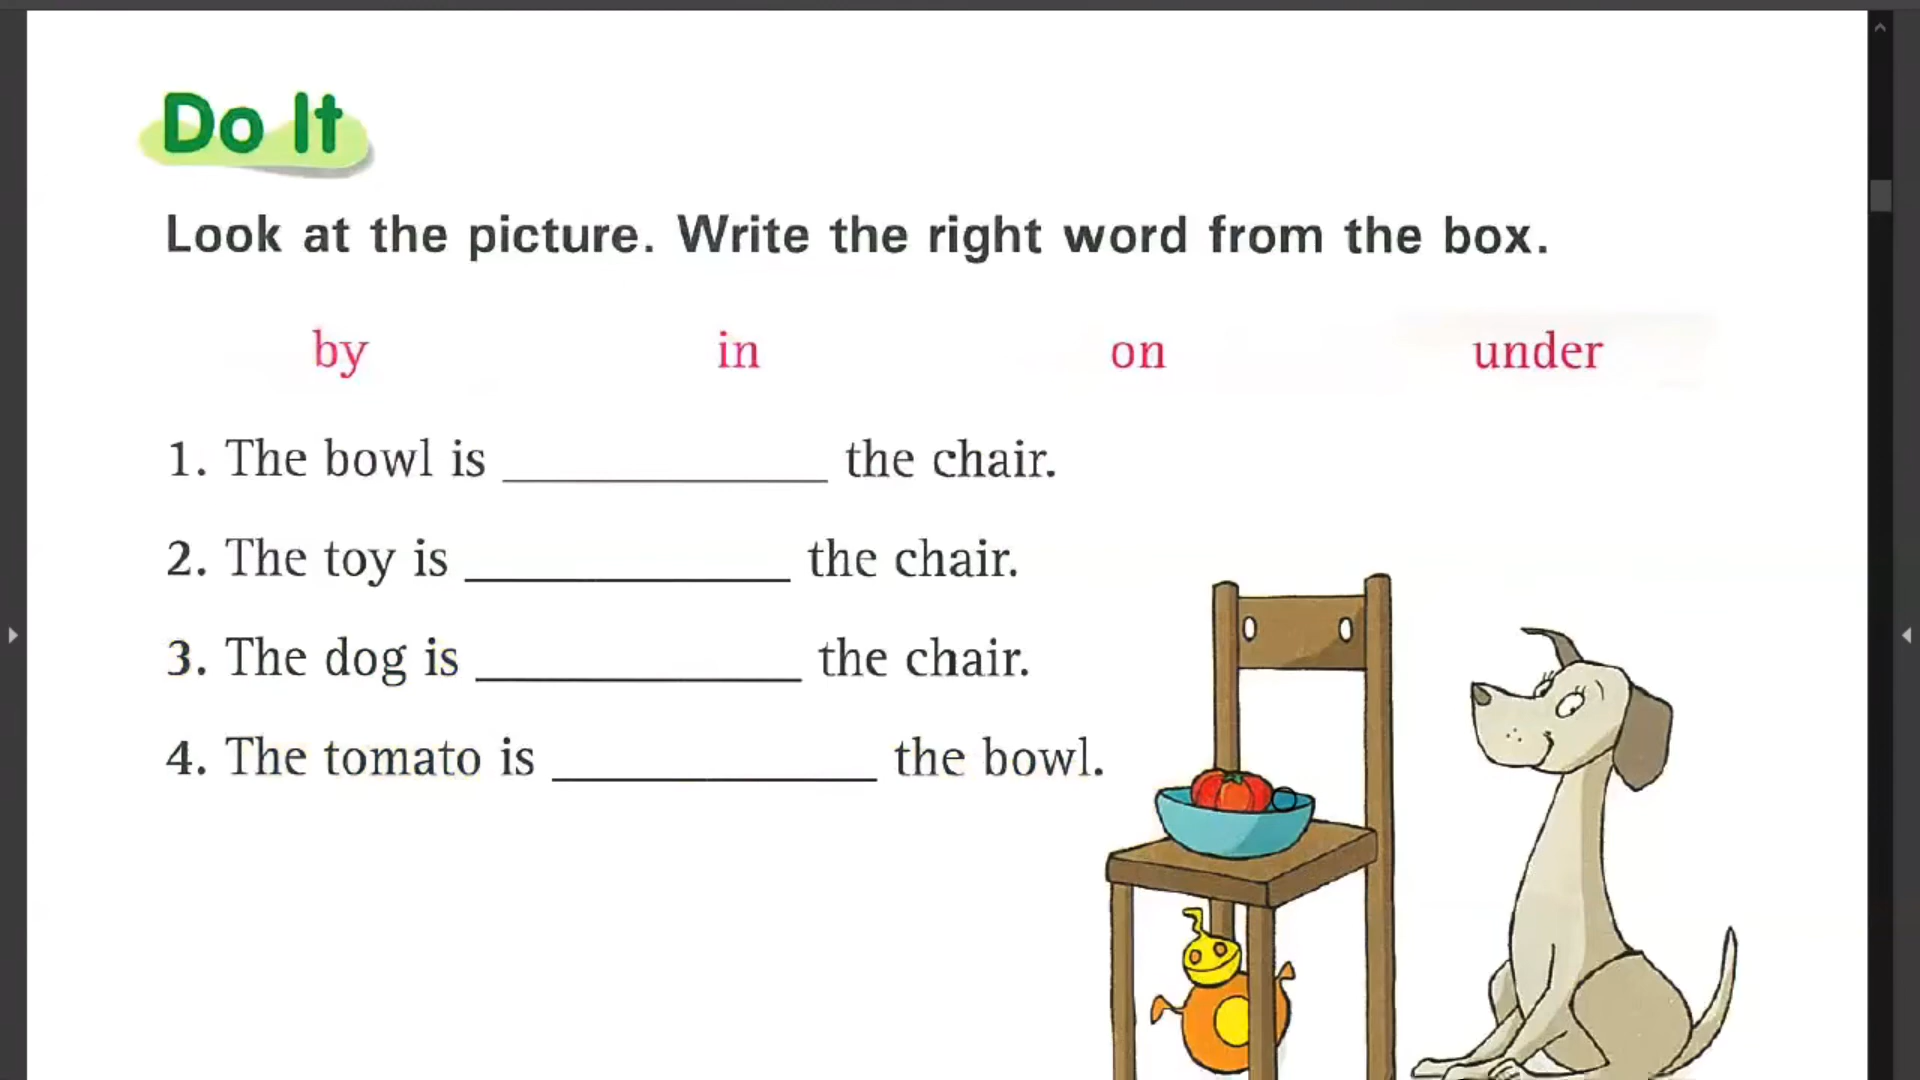 Do It
Look at the picture. Write the right word from the box.
by in on under
1. The bowl is ____________ the chair.
2. The toy is ____________ the chair.
3. The dog is ____________ the chair.
4. The tomato is ____________ the bowl.